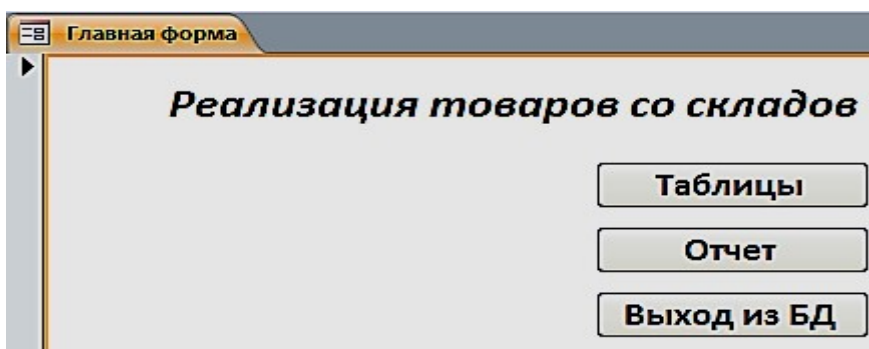 Главная форма
Реализация товаров со складов
Таблицы
Отчет
Выход из БД